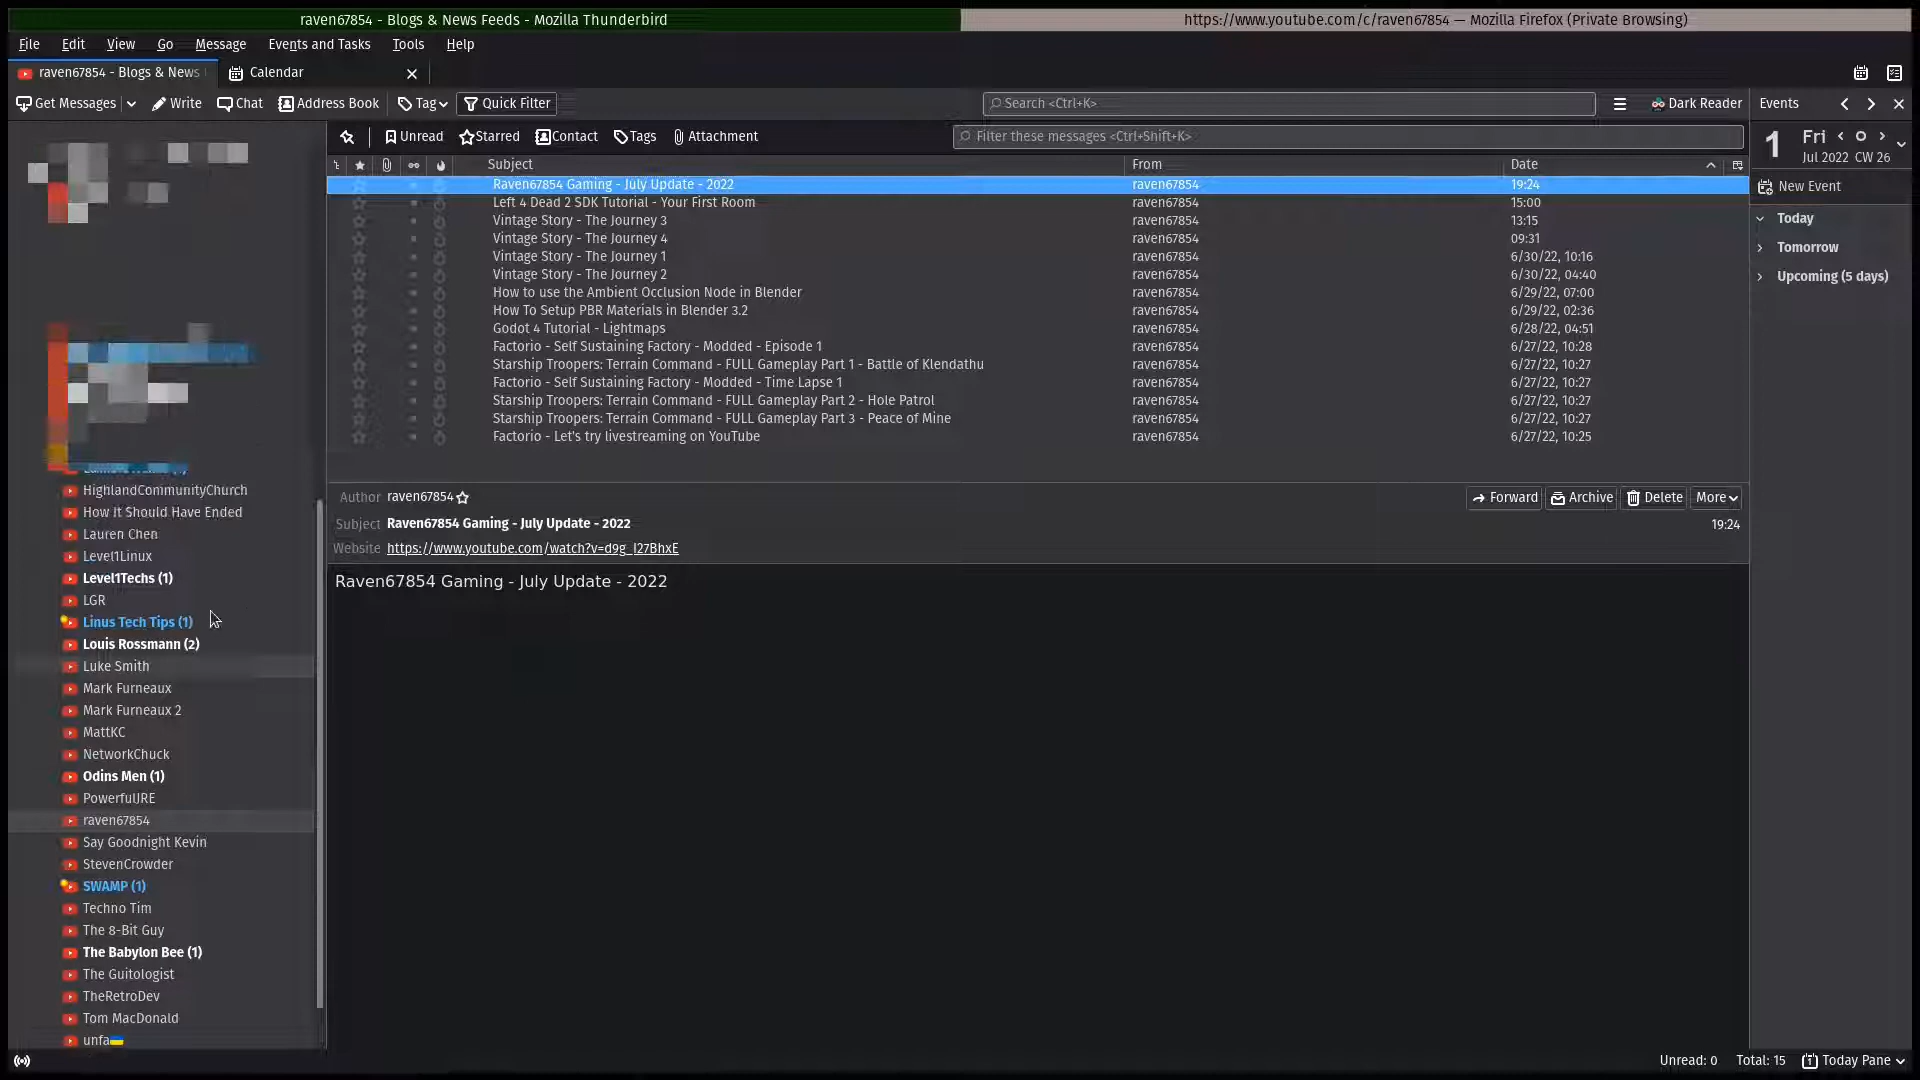 raven67854 - Blogs & News Feeds - Mozilla Thunderbird
https://www.youtube.com/c/raven67854 — Mozilla Firefox (Private Browsing)
File Edit View Go Message Events and Tasks Tools Help
raven67854 - Blogs & News
Calendar
Get Messages Write Chat Address Book Tag Quick Filter
Search <Ctrl+K>
Dark Reader
Events
Unread Starred Contact Tags Attachment
Filter these messages <Ctrl+Shift+K>
1 Fri
Jul 2022 CW 26
Subject From Date
New Event
Today
Tomorrow
Upcoming (5 days)
Raven67854 Gaming - July Update - 2022 raven67854 19:24
Left 4 Dead 2 SDK Tutorial - Your First Room raven67854 15:00
Vintage Story - The Journey 3 raven67854 13:15
Vintage Story - The Journey 4 raven67854 09:31
Vintage Story - The Journey 1 raven67854 6/30/22, 10:16
Vintage Story - The Journey 2 raven67854 6/30/22, 04:40
How to use the Ambient Occlusion Node in Blender raven67854 6/29/22, 07:00
How To Setup PBR Materials in Blender 3.2 raven67854 6/29/22, 02:36
Godot 4 Tutorial - Lightmaps raven67854 6/28/22, 04:51
Factorio - Self Sustaining Factory - Modded - Episode 1 raven67854 6/27/22, 10:28
Starship Troopers: Terrain Command - FULL Gameplay Part 1 - Battle of Klendathu raven67854 6/27/22, 10:27
Factorio - Self Sustaining Factory - Modded - Time Lapse 1 raven67854 6/27/22, 10:27
Starship Troopers: Terrain Command - FULL Gameplay Part 2 - Hole Patrol raven67854 6/27/22, 10:27
Starship Troopers: Terrain Command - FULL Gameplay Part 3 - Peace of Mine raven67854 6/27/22, 10:27
Factorio - Let's try livestreaming on YouTube raven67854 6/27/22, 10:25
HighlandCommunityChurch
How It Should Have Ended
Lauren Chen
Level1Linux
Level1Techs (1)
LGR
Linus Tech Tips (1)
Louis Rossmann (2)
Luke Smith
Mark Furneaux
Mark Furneaux 2
MattKC
NetworkChuck
Odins Men (1)
PowerfulJRE
raven67854
Say Goodnight Kevin
StevenCrowder
SWAMP (1)
Techno Tim
The 8-Bit Guy
The Babylon Bee (1)
The Guitologist
TheRetroDev
Tom MacDonald
unfa
Author raven67854
Forward Archive Delete More
Subject Raven67854 Gaming - July Update - 2022 19:24
Website https://www.youtube.com/watch?v=d9g_I27BhxE
Raven67854 Gaming - July Update - 2022
Unread: 0 Total: 15 Today Pane